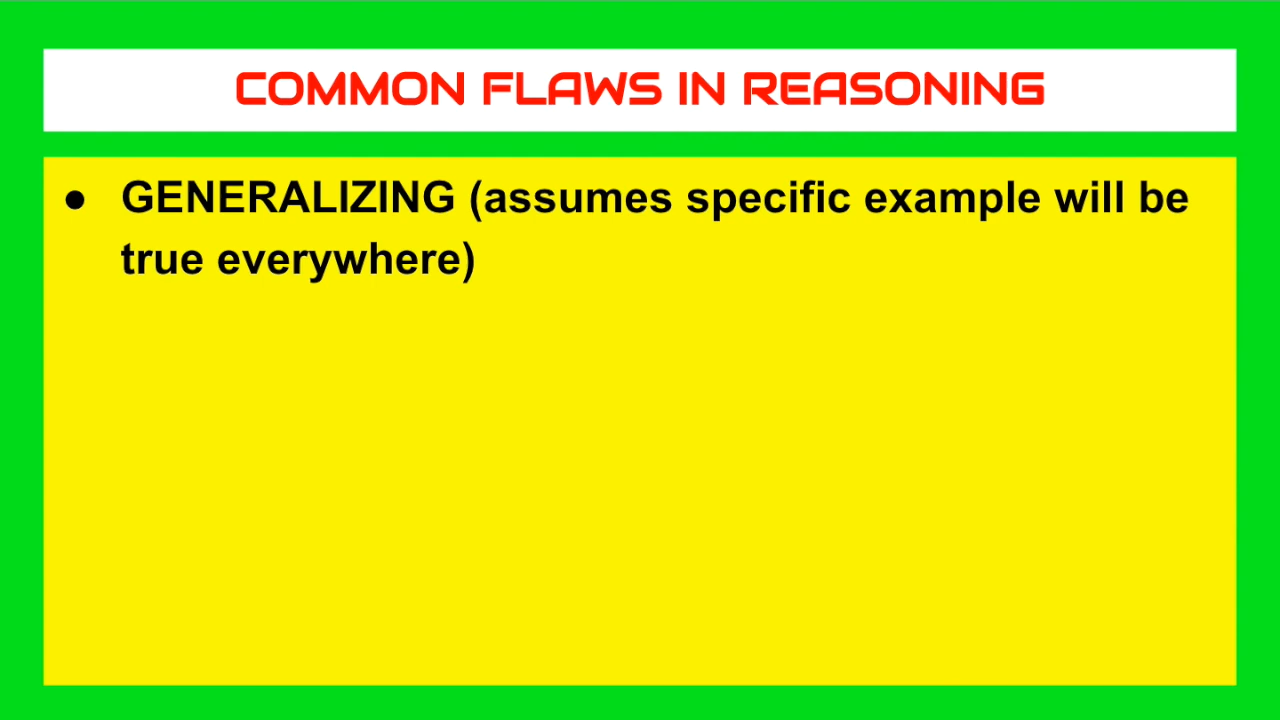 COMMON FLAWS IN REASONING
● GENERALIZING (assumes specific example will be
true everywhere)